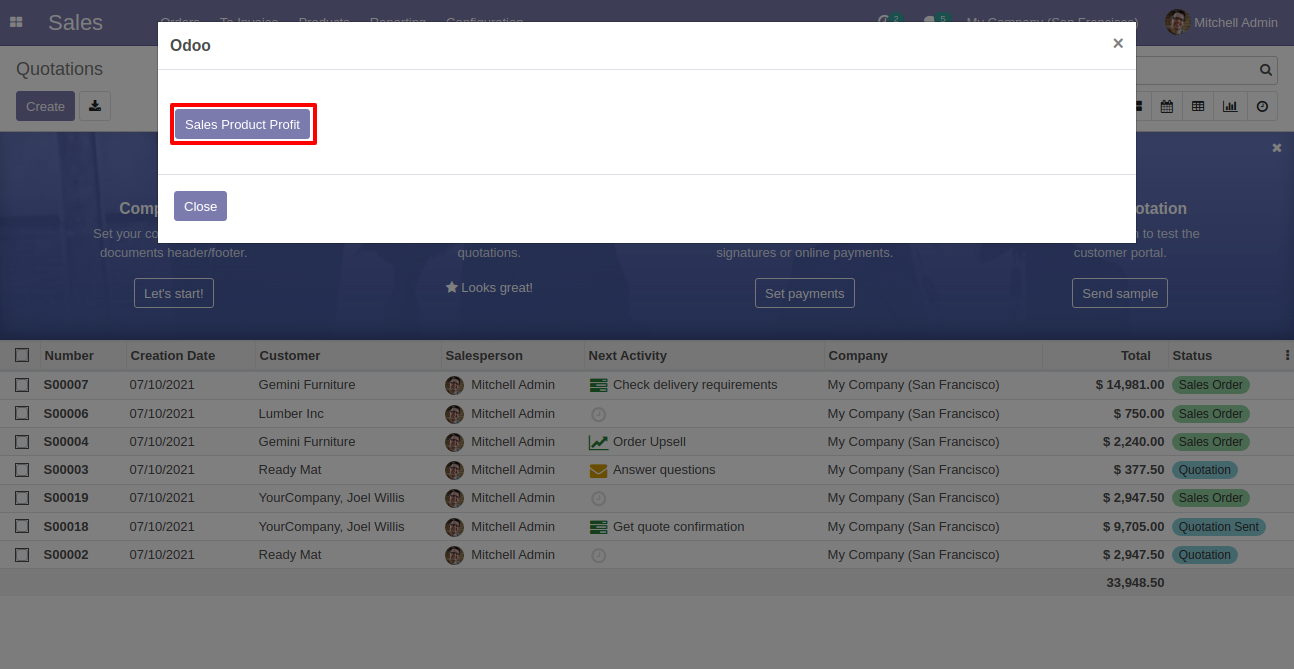 Sales Orders To Invoice Products Reporting Configuration 2 5 My Company (San Francisco) Mitchell Admin
Odoo ×
Quotations
Create
Sales Product Profit
Close
Set your
documents header/footer.
Let's start!
quotations.
Looks great!
signatures or online payments.
Set payments
to test the
customer portal.
Send sample
Number Creation Date Customer Salesperson Next Activity Company Total Status
S00007 07/10/2021 Gemini Furniture Mitchell Admin Check delivery requirements My Company (San Francisco) $ 14,981.00 Sales Order
S00006 07/10/2021 Lumber Inc Mitchell Admin My Company (San Francisco) $ 750.00 Sales Order
S00004 07/10/2021 Gemini Furniture Mitchell Admin Order Upsell My Company (San Francisco) $ 2,240.00 Sales Order
S00003 07/10/2021 Ready Mat Mitchell Admin Answer questions My Company (San Francisco) $ 377.50 Quotation
S00019 07/10/2021 YourCompany, Joel Willis Mitchell Admin My Company (San Francisco) $ 2,947.50 Sales Order
S00018 07/10/2021 YourCompany, Joel Willis Mitchell Admin Get quote confirmation My Company (San Francisco) $ 9,705.00 Quotation Sent
S00002 07/10/2021 Ready Mat Mitchell Admin My Company (San Francisco) $ 2,947.50 Quotation
33,948.50